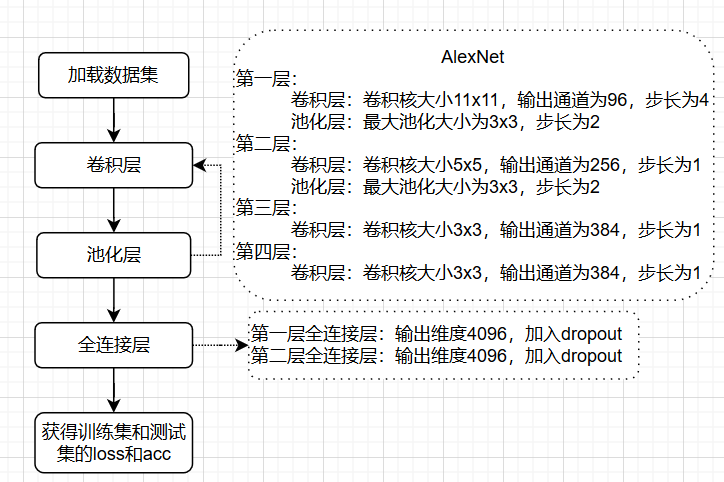 加载数据集
卷积层
池化层
全连接层
获得训练集和测试
集的loss和acc
AlexNet
第一层：
卷积层：卷积核大小11x11，输出通道为96，步长为4
池化层：最大池化大小为3x3，步长为2
第二层：
卷积层：卷积核大小5x5，输出通道为256，步长为1
池化层：最大池化大小为3x3，步长为2
第三层：
卷积层：卷积核大小3x3，输出通道为384，步长为1
第四层：
卷积层：卷积核大小3x3，输出通道为384，步长为1
第一层全连接层：输出维度4096，加入dropout
第二层全连接层：输出维度4096，加入dropout